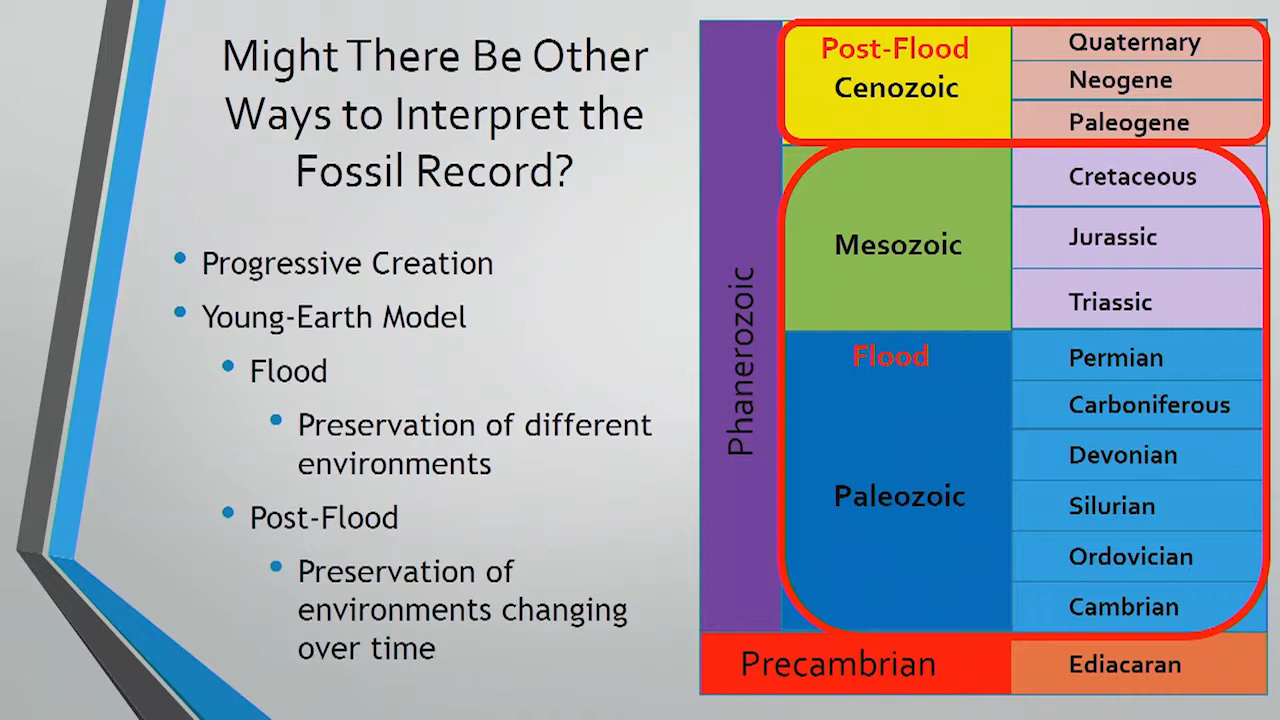 Might There Be Other
Ways to Interpret the
Fossil Record?
Progressive Creation
Young-Earth Model
Flood
Preservation of different
environments
Post-Flood
Preservation of
environments changing
over time
Phanerozoic
Post-Flood
Cenozoic
Quaternary
Neogene
Paleogene
Mesozoic
Cretaceous
Jurassic
Triassic
Flood
Paleozoic
Permian
Carboniferous
Devonian
Silurian
Ordovician
Cambrian
Precambrian
Ediacaran